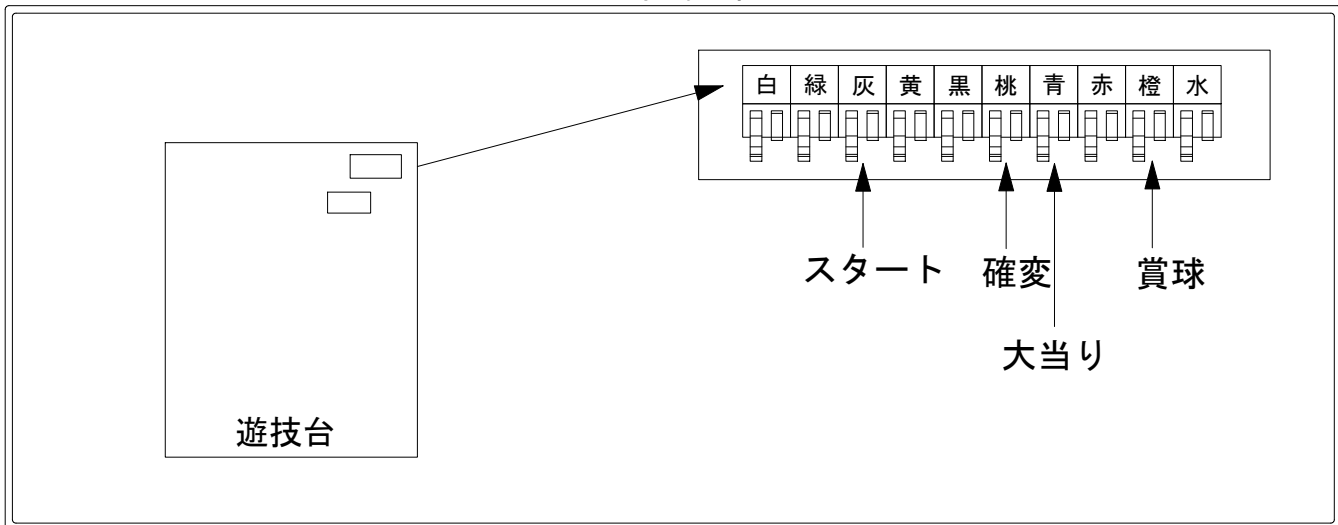 白 緑 灰 黄 黒 桃 青 赤 橙 水
スタート 確変 賞球
大当り
遊技台